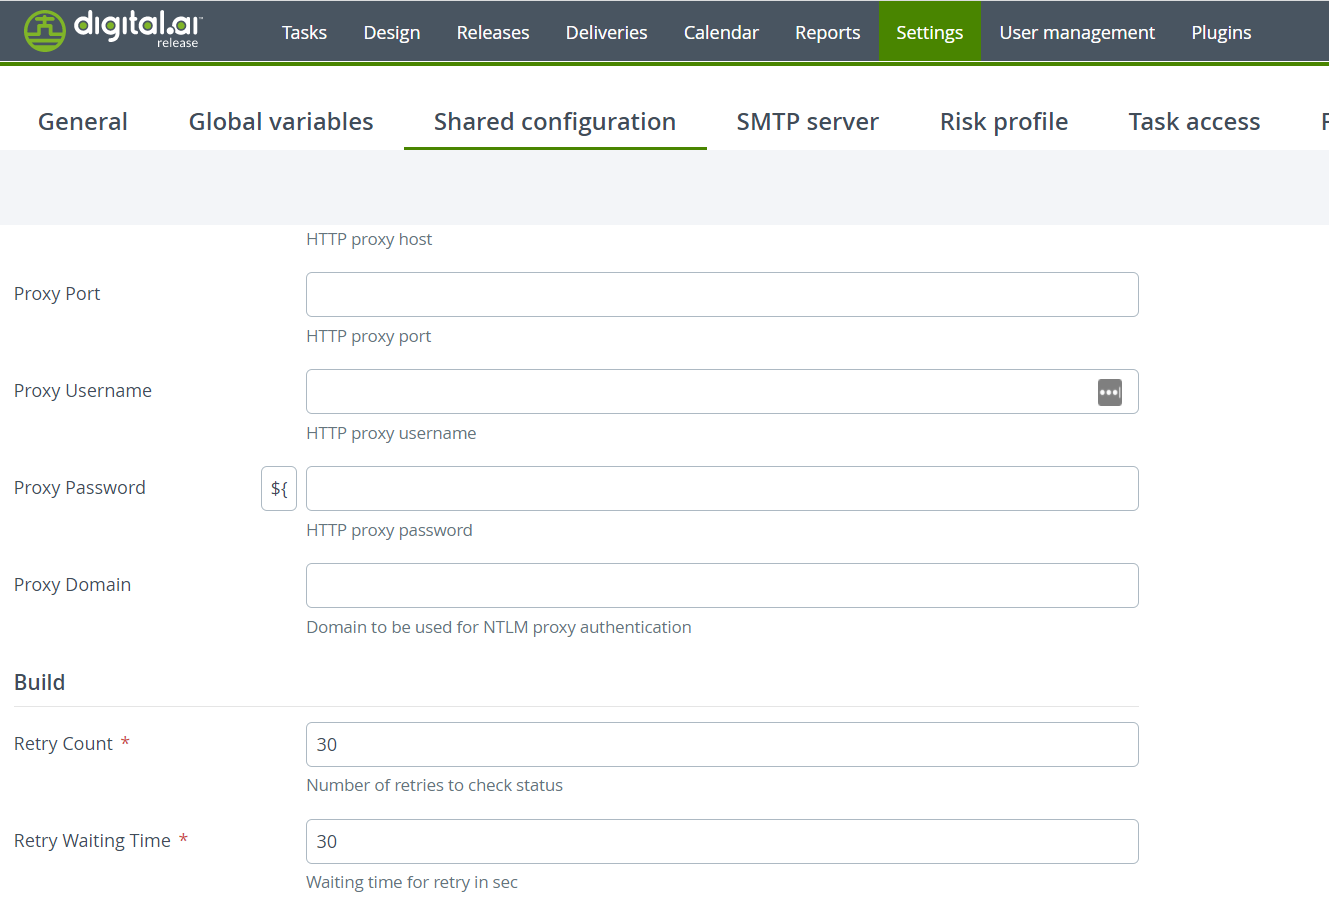 digital.ai
release
Tasks Design Releases Deliveries Calendar Reports Settings User management Plugins
General Global variables Shared configuration SMTP server Risk profile Task access
HTTP proxy host
Proxy Port
HTTP proxy port
Proxy Username
HTTP proxy username
Proxy Password ${
HTTP proxy password
Proxy Domain
Domain to be used for NTLM proxy authentication
Build
Retry Count * 30
Number of retries to check status
Retry Waiting Time * 30
Waiting time for retry in sec